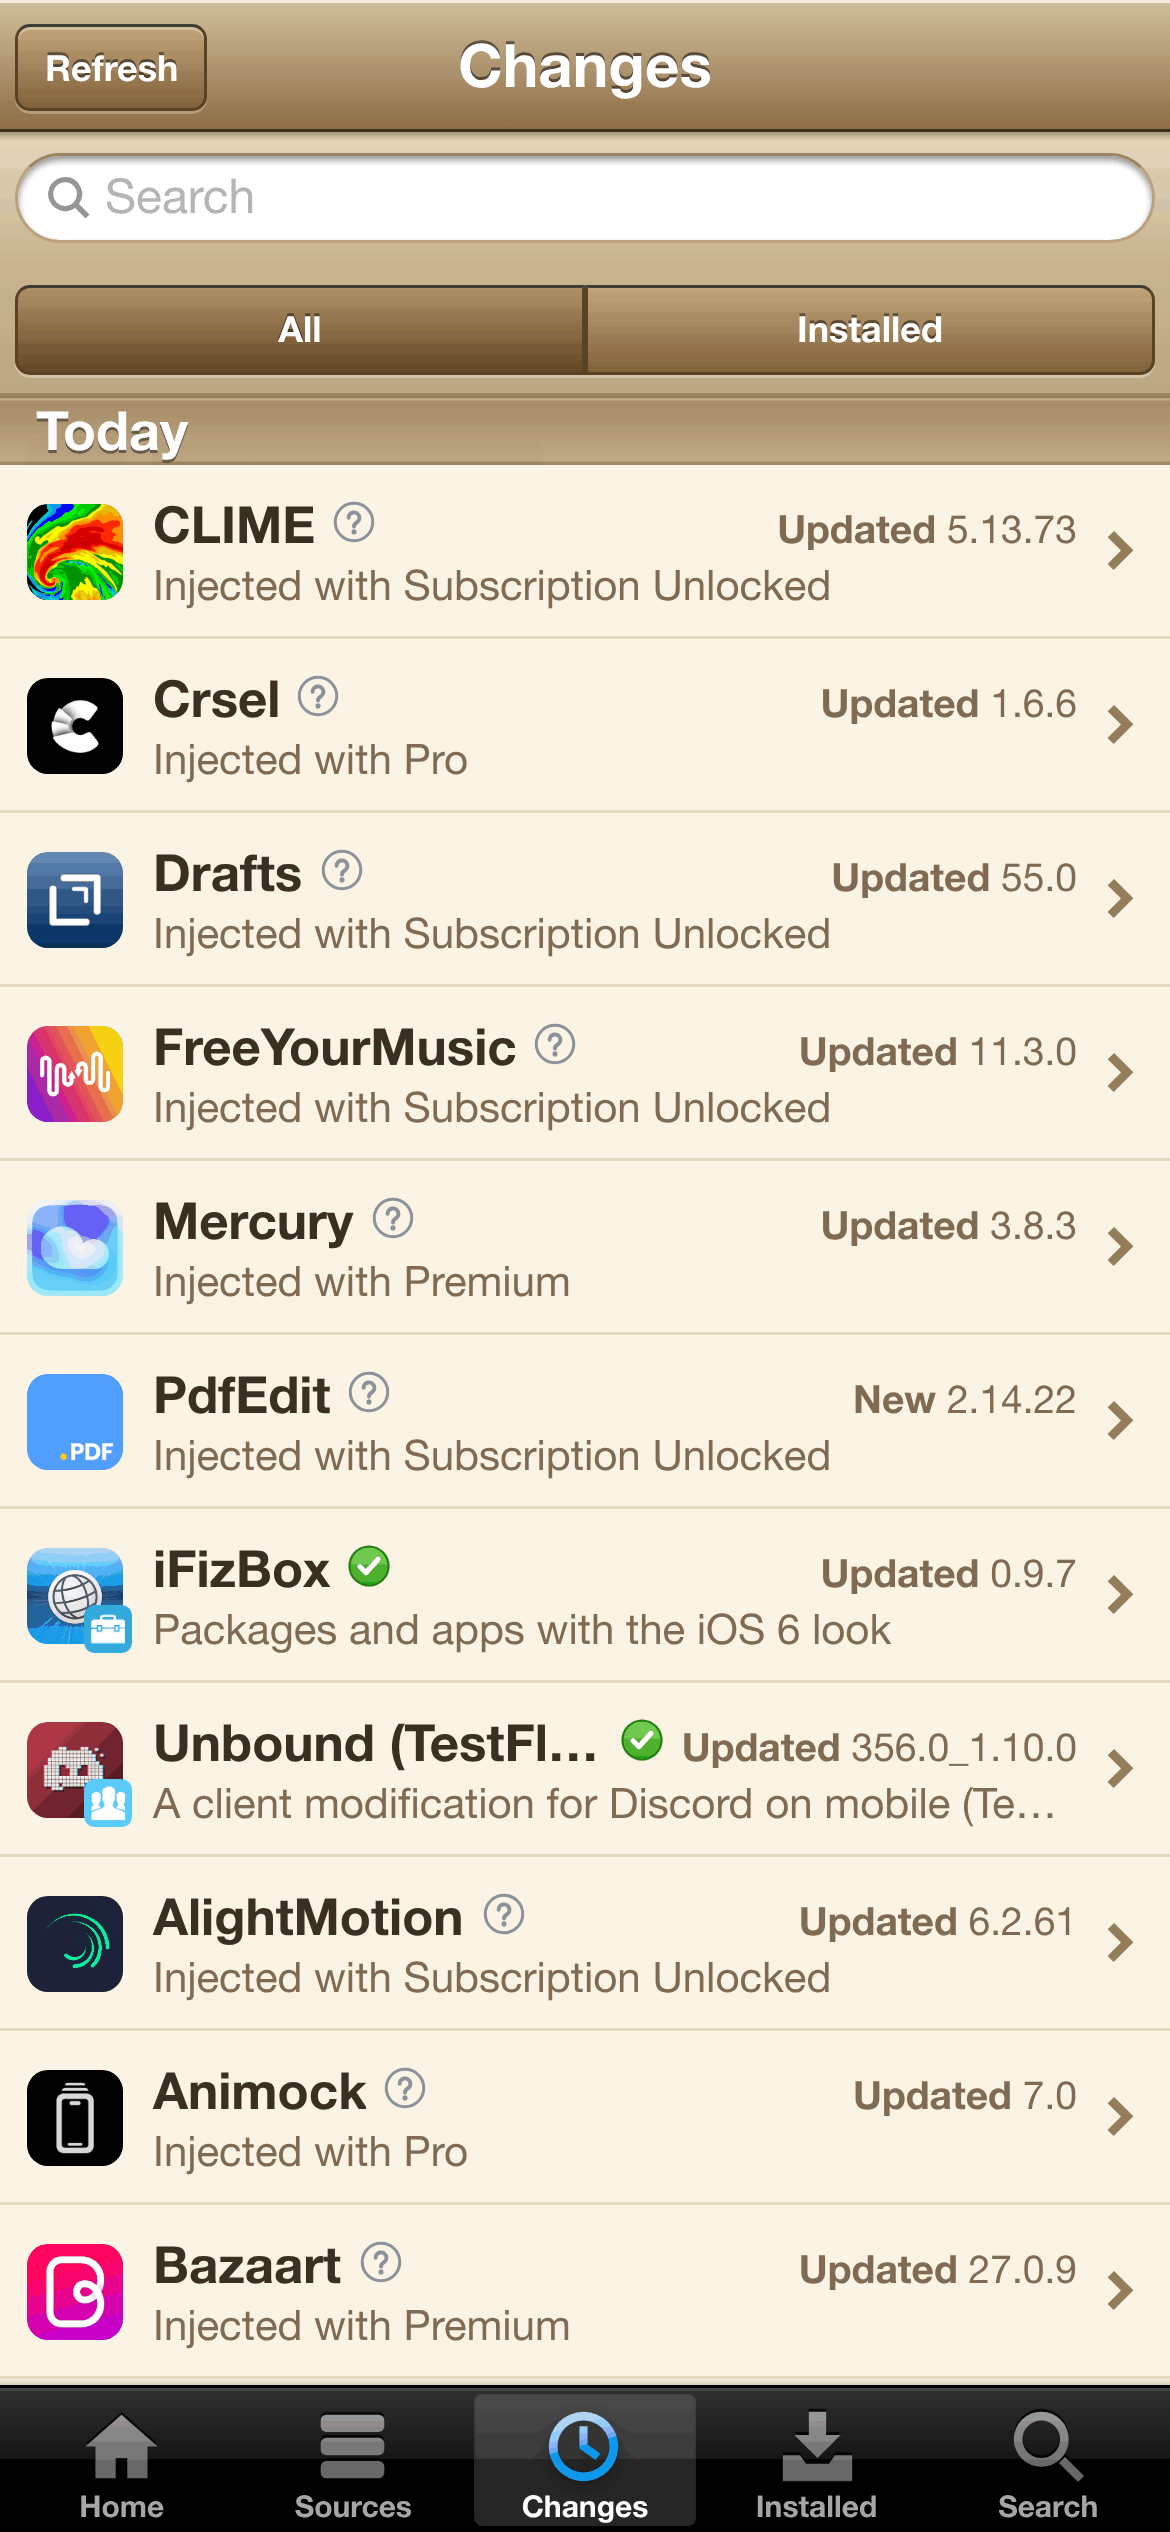 Refresh
Changes
Search
All
Installed
Today
CLIME
Updated 5.13.73
Injected with Subscription Unlocked
Crsel
Updated 1.6.6
Injected with Pro
Drafts
Updated 55.0
Injected with Subscription Unlocked
FreeYourMusic
Updated 11.3.0
Injected with Subscription Unlocked
Mercury
Updated 3.8.3
Injected with Premium
.PDF
PdfEdit
New 2.14.22
Injected with Subscription Unlocked
iFizBox
Updated 0.9.7
Packages and apps with the iOS 6 look
Unbound (TestFl...
Updated 356.0_1.10.0
A client modification for Discord on mobile (Te...
AlightMotion
Updated 6.2.61
Injected with Subscription Unlocked
Animock
Updated 7.0
Injected with Pro
Bazaart
Updated 27.0.9
Injected with Premium
Home
Sources
Changes
Installed
Search